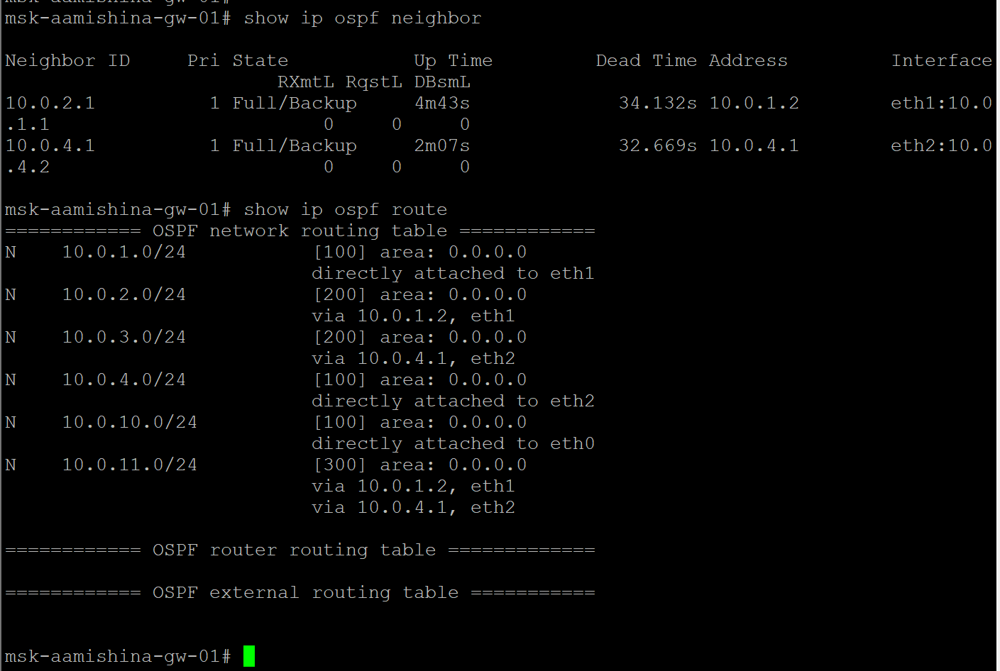 msk-aamishina-gw-01#
msk-aamishina-gw-01# show ip ospf neighbor
Neighbor ID     Pri State           Up Time         Dead Time Address         Interface
                        RXmtL RqstL DBsmL
10.0.2.1          1 Full/Backup     4m43s             34.132s 10.0.1.2        eth1:10.0
.1.1                        0     0     0
10.0.4.1          1 Full/Backup     2m07s             32.669s 10.0.4.1        eth2:10.0
.4.2                        0     0     0
msk-aamishina-gw-01# show ip ospf route
============ OSPF network routing table ============
N    10.0.1.0/24           [100] area: 0.0.0.0
                           directly attached to eth1
N    10.0.2.0/24           [200] area: 0.0.0.0
                           via 10.0.1.2, eth1
N    10.0.3.0/24           [200] area: 0.0.0.0
                           via 10.0.4.1, eth2
N    10.0.4.0/24           [100] area: 0.0.0.0
                           directly attached to eth2
N    10.0.10.0/24          [100] area: 0.0.0.0
                           directly attached to eth0
N    10.0.11.0/24          [300] area: 0.0.0.0
                           via 10.0.1.2, eth1
                           via 10.0.4.1, eth2
============ OSPF router routing table =============
============ OSPF external routing table ===========
msk-aamishina-gw-01#